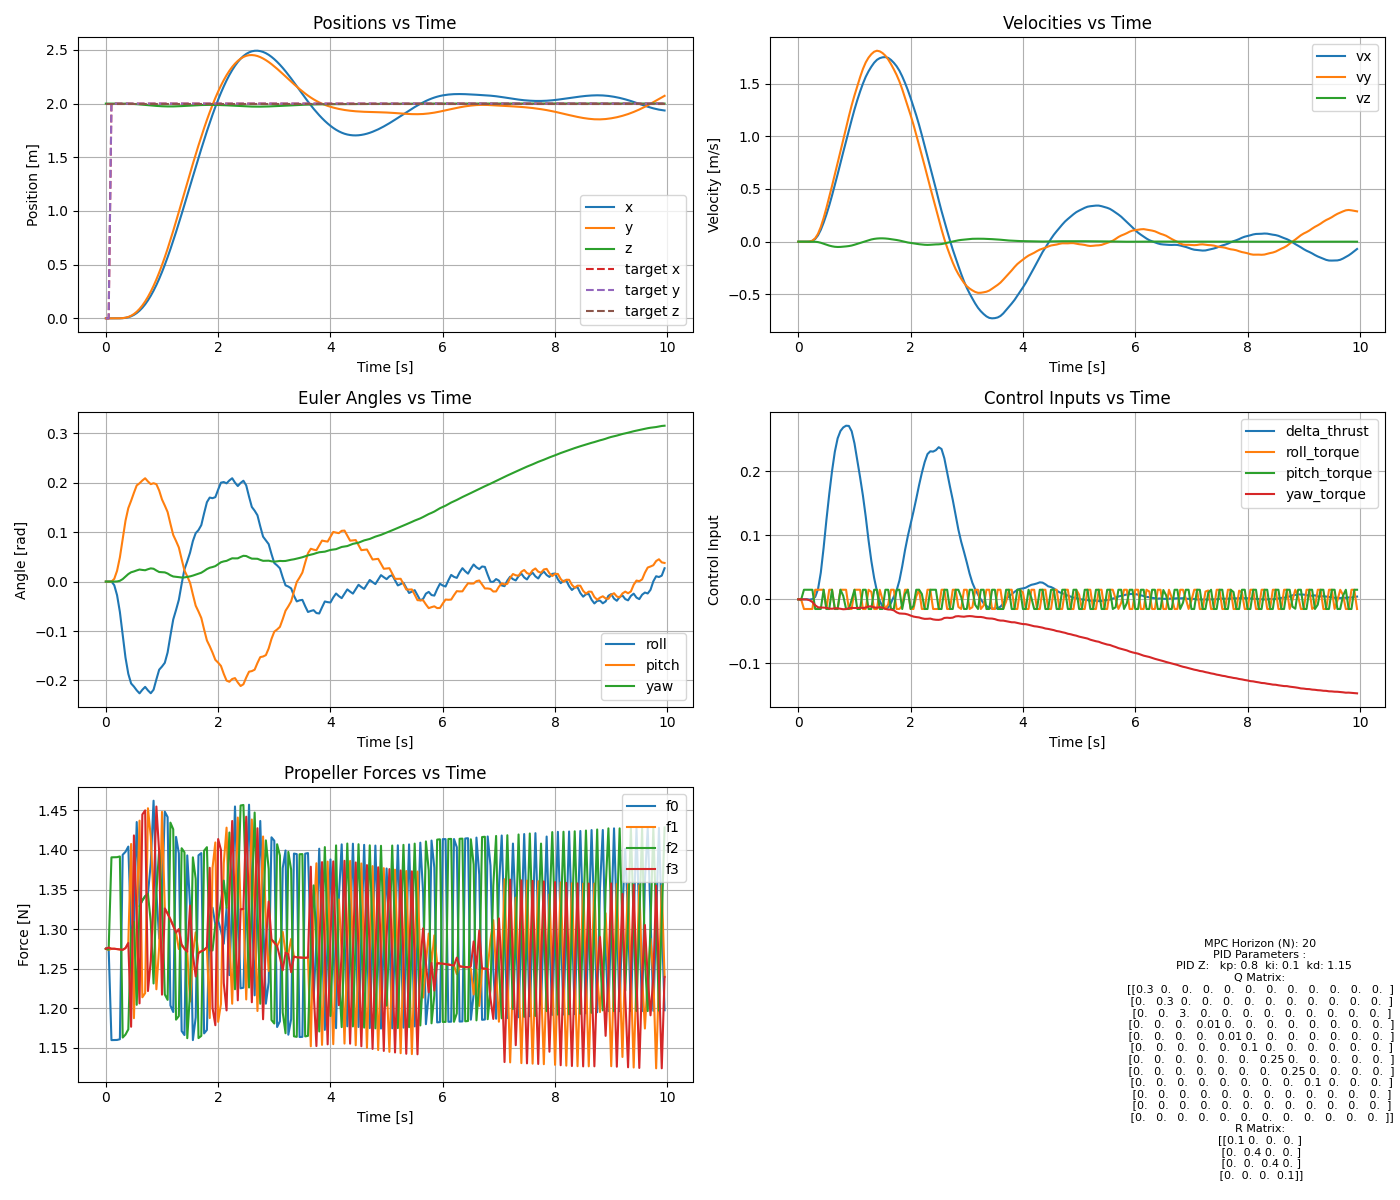 Positions vs Time
2.5
2.0
1.5
1.0
0.5
0.0
Position [m]
x
y
z
target x
target y
target z
0 2 4 6 8 10
Time [s]
Velocities vs Time
1.5
1.0
0.5
0.0
−0.5
Velocity [m/s]
vx
vy
vz
0 2 4 6 8 10
Time [s]
Euler Angles vs Time
0.3
0.2
0.1
0.0
−0.1
−0.2
Angle [rad]
roll
pitch
yaw
0 2 4 6 8 10
Time [s]
Control Inputs vs Time
0.2
0.1
0.0
−0.1
Control Input
delta_thrust
roll_torque
pitch_torque
yaw_torque
0 2 4 6 8 10
Time [s]
Propeller Forces vs Time
1.45
1.40
1.35
1.30
1.25
1.20
1.15
Force [N]
f0
f1
f2
f3
0 2 4 6 8 10
Time [s]
MPC Horizon (N): 20
PID Parameters :
PID Z: kp: 0.8 ki: 0.1 kd: 1.15
Q Matrix:
[[0.3 0. 0. 0. 0. 0. 0. 0. 0. 0. 0. 0. ]
[0. 0.3 0. 0. 0. 0. 0. 0. 0. 0. 0. 0. ]
[0. 0. 3. 0. 0. 0. 0. 0. 0. 0. 0. 0. ]
[0. 0. 0. 0.01 0. 0. 0. 0. 0. 0. 0. 0. ]
[0. 0. 0. 0. 0.01 0. 0. 0. 0. 0. 0. 0. ]
[0. 0. 0. 0. 0. 0.1 0. 0. 0. 0. 0. 0. ]
[0. 0. 0. 0. 0. 0. 0.25 0. 0. 0. 0. 0. ]
[0. 0. 0. 0. 0. 0. 0. 0.25 0. 0. 0. 0. ]
[0. 0. 0. 0. 0. 0. 0. 0. 0.1 0. 0. 0. ]
[0. 0. 0. 0. 0. 0. 0. 0. 0. 0. 0. 0. ]
[0. 0. 0. 0. 0. 0. 0. 0. 0. 0. 0. 0. ]
[0. 0. 0. 0. 0. 0. 0. 0. 0. 0. 0. 0. ]]
R Matrix:
[[0.1 0. 0. 0. ]
[0. 0.4 0. 0. ]
[0. 0. 0.4 0. ]
[0. 0. 0. 0.1]]